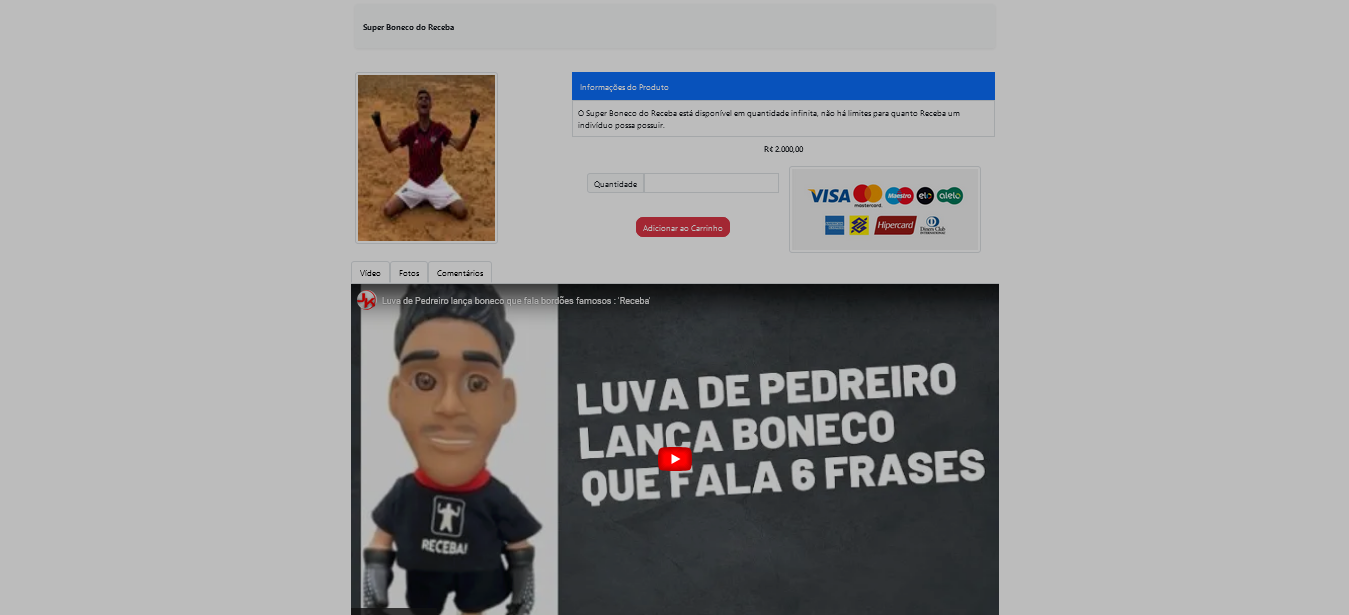 Super Boneco do Receba
Informações do Produto
O Super Boneco do Receba está disponível em quantidade infinita, não há limites para quanto Receba um
indivíduo possa possuir.
R¢ 2.000,00
Quantidade
VISA mastercard Maestro elo alelo
Hipercard Diners Club INTERNATIONAL
Adicionar ao Carrinho
Vídeo Fotos Comentários
Luva de Pedreiro lança boneco que fala bordões famosos : 'Receba'
LUVA DE PEDREIRO
LANÇA BONECO
QUE FALA 6 FRASES
RECEBA!